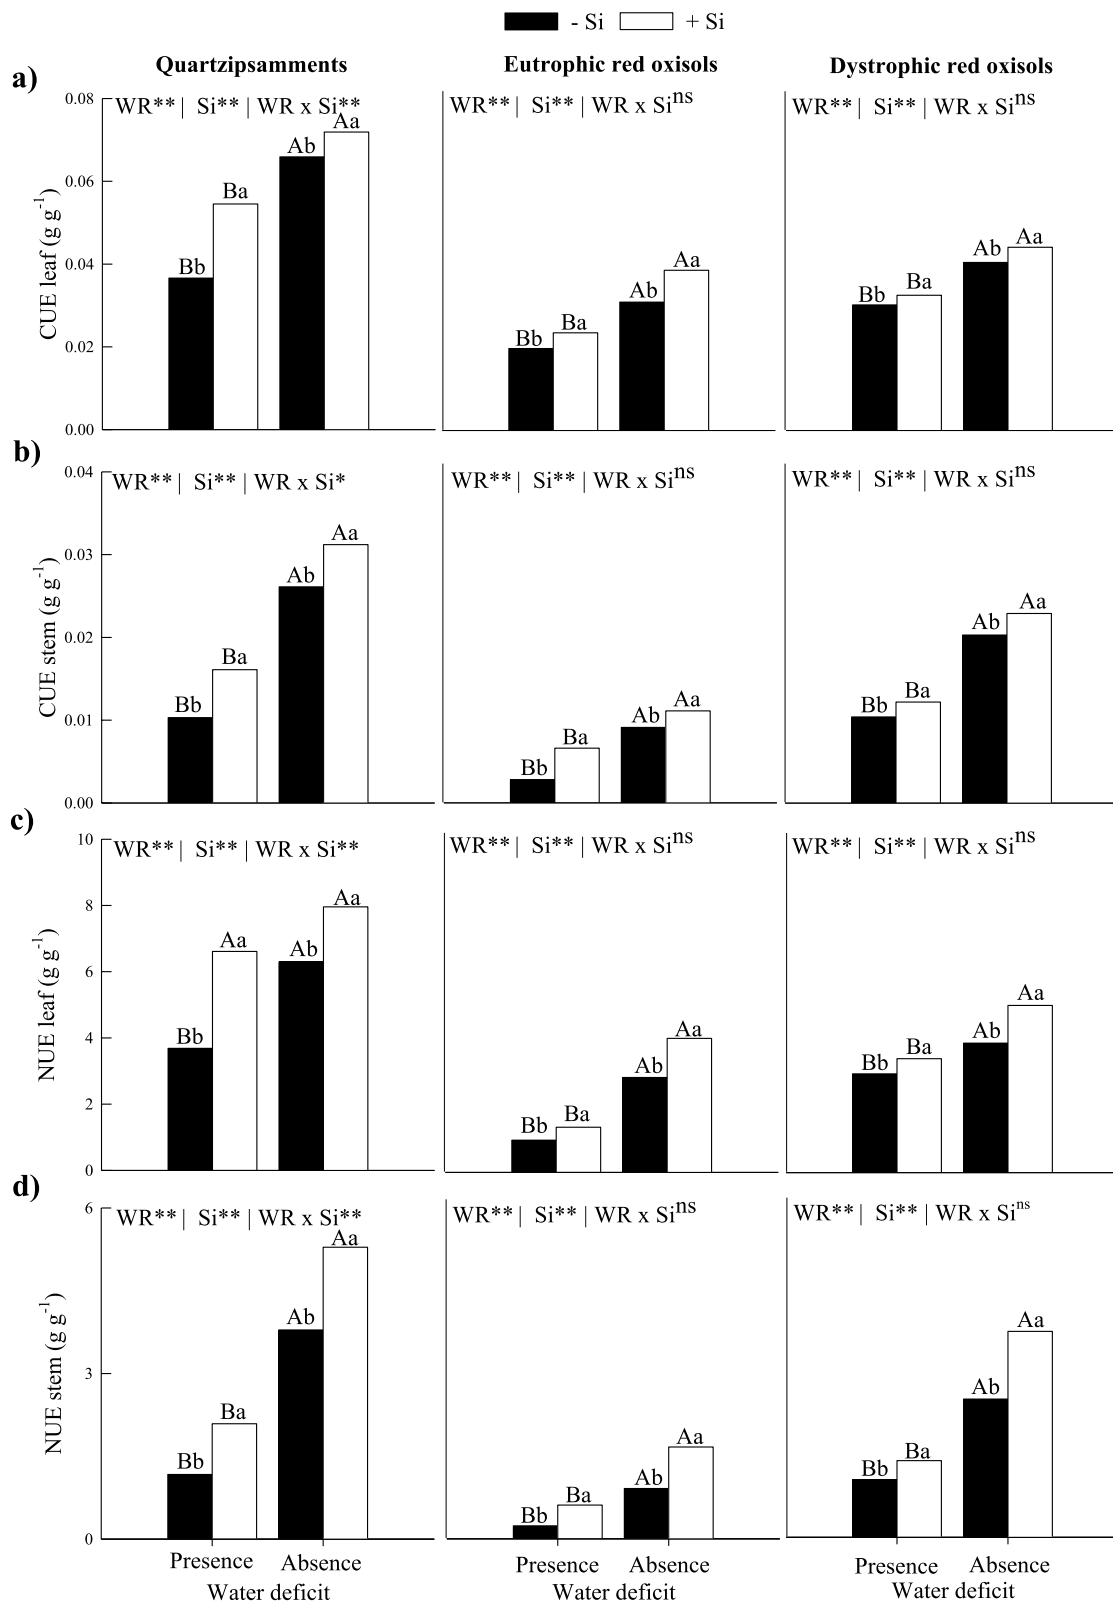 - Si + Si
Quartzipsamments Eutrophic red oxisols Dystrophic red oxisols
a)
WR** | Si** | WR x Si** WR** | Si** | WR x Si^ns WR** | Si** | WR x Si^ns
CUE leaf (g g⁻¹)
0.08
0.06
0.04
0.02
0.00
Bb Ba Ab Aa
Bb Ba Ab Aa
Bb Ba Ab Aa
b)
WR** | Si** | WR x Si* WR** | Si** | WR x Si^ns WR** | Si** | WR x Si^ns
CUE stem (g g⁻¹)
0.04
0.03
0.02
0.01
0.00
Bb Ba Ab Aa
Bb Ba Ab Aa
Bb Ba Ab Aa
c)
WR** | Si** | WR x Si** WR** | Si** | WR x Si^ns WR** | Si** | WR x Si^ns
NUE leaf (g g⁻¹)
10
8
6
4
2
0
Bb Aa Ab Aa
Bb Ba Ab Aa
Bb Ba Ab Aa
d)
WR** | Si** | WR x Si** WR** | Si** | WR x Si^ns WR** | Si** | WR x Si^ns
NUE stem (g g⁻¹)
6
3
0
Bb Ba Ab Aa
Bb Ba Ab Aa
Bb Ba Ab Aa
Presence Absence Presence Absence Presence Absence
Water deficit Water deficit Water deficit